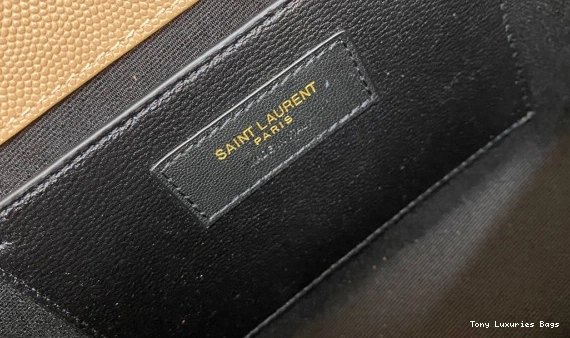 SAINT LAURENT
PARIS
Tony Luxuries Bags